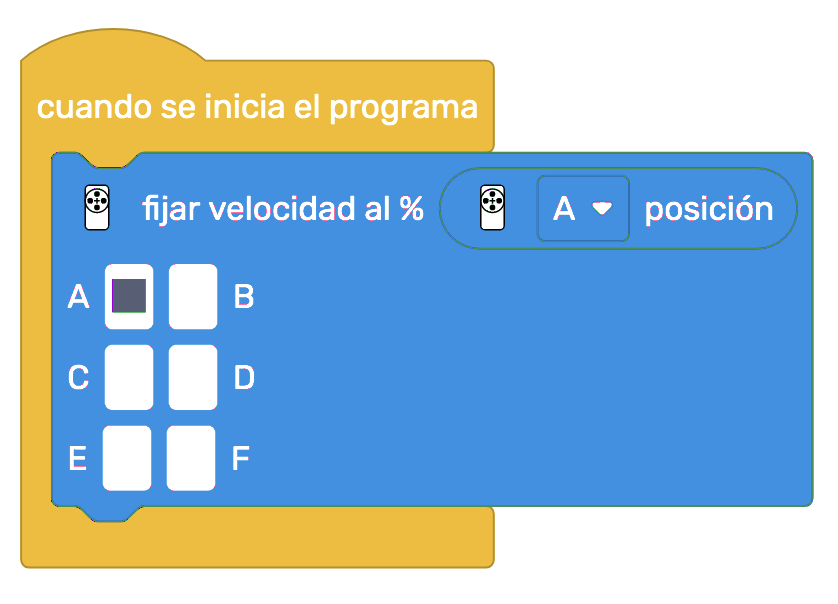 cuando se inicia el programa
fijar velocidad al % A posición
A B
C D
E F